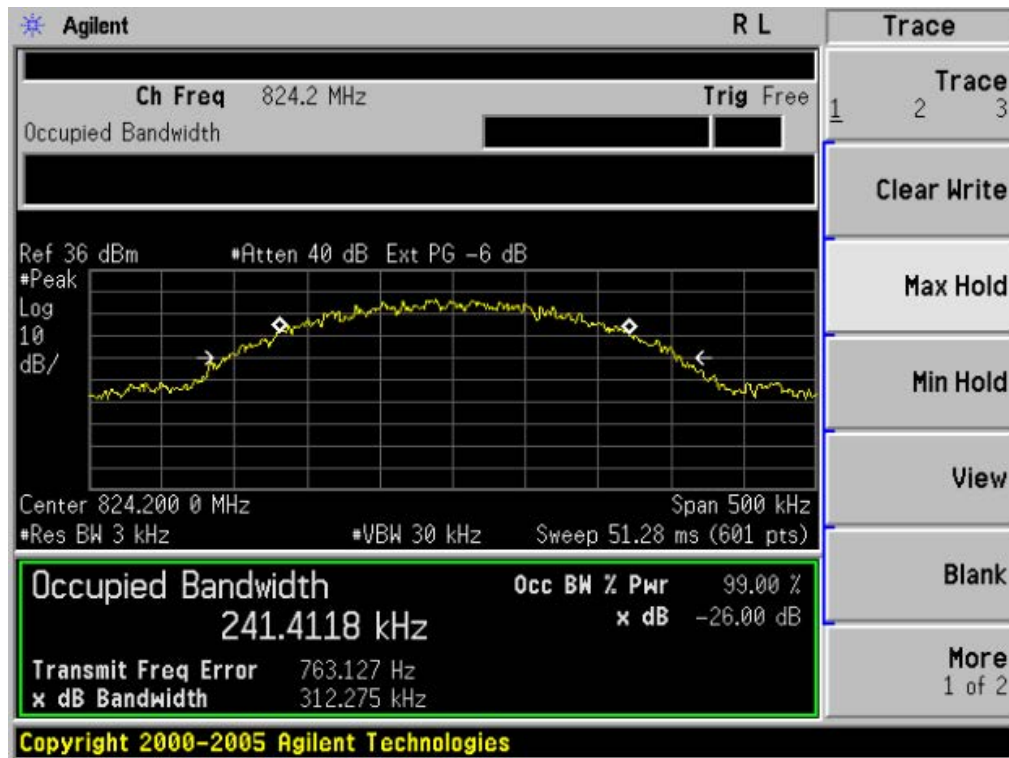 Agilent R L Trace
Ch Freq 824.2 MHz Trig Free
Occupied Bandwidth
Trace
1 2 3
Clear Write
Ref 36 dBm #Atten 40 dB Ext PG -6 dB
#Peak
Log
10
dB/
Max Hold
Min Hold
View
Center 824.200 0 MHz Span 500 kHz
#Res BW 3 kHz #VBW 30 kHz Sweep 51.28 ms (601 pts)
Occupied Bandwidth Occ BW % Pwr 99.00 %
241.4118 kHz x dB -26.00 dB
Transmit Freq Error 763.127 Hz
x dB Bandwidth 312.275 kHz
Blank
More
1 of 2
Copyright 2000-2005 Agilent Technologies